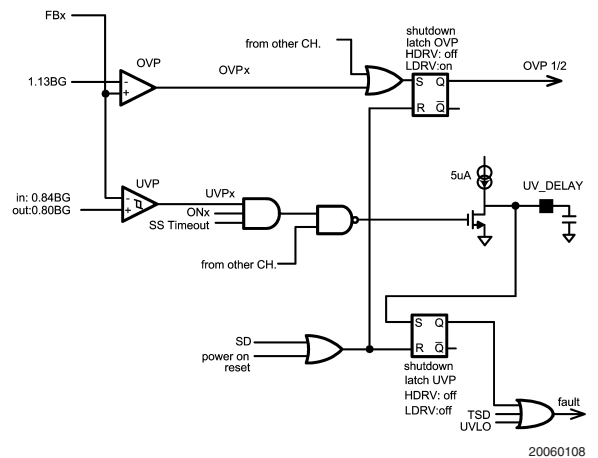 FBx
1.13BG
OVP
OVPx
from other CH.
shutdown
latch OVP
HDRV: off
LDRV:on
S Q
R Q
OVP 1/2
in: 0.84BG
out:0.80BG
UVP
UVPx
ONx
SS Timeout
from other CH.
5uA
UV_DELAY
SD
power on
reset
S Q
R Q
shutdown
latch UVP
HDRV: off
LDRV:off
TSD
UVLO
fault
20060108